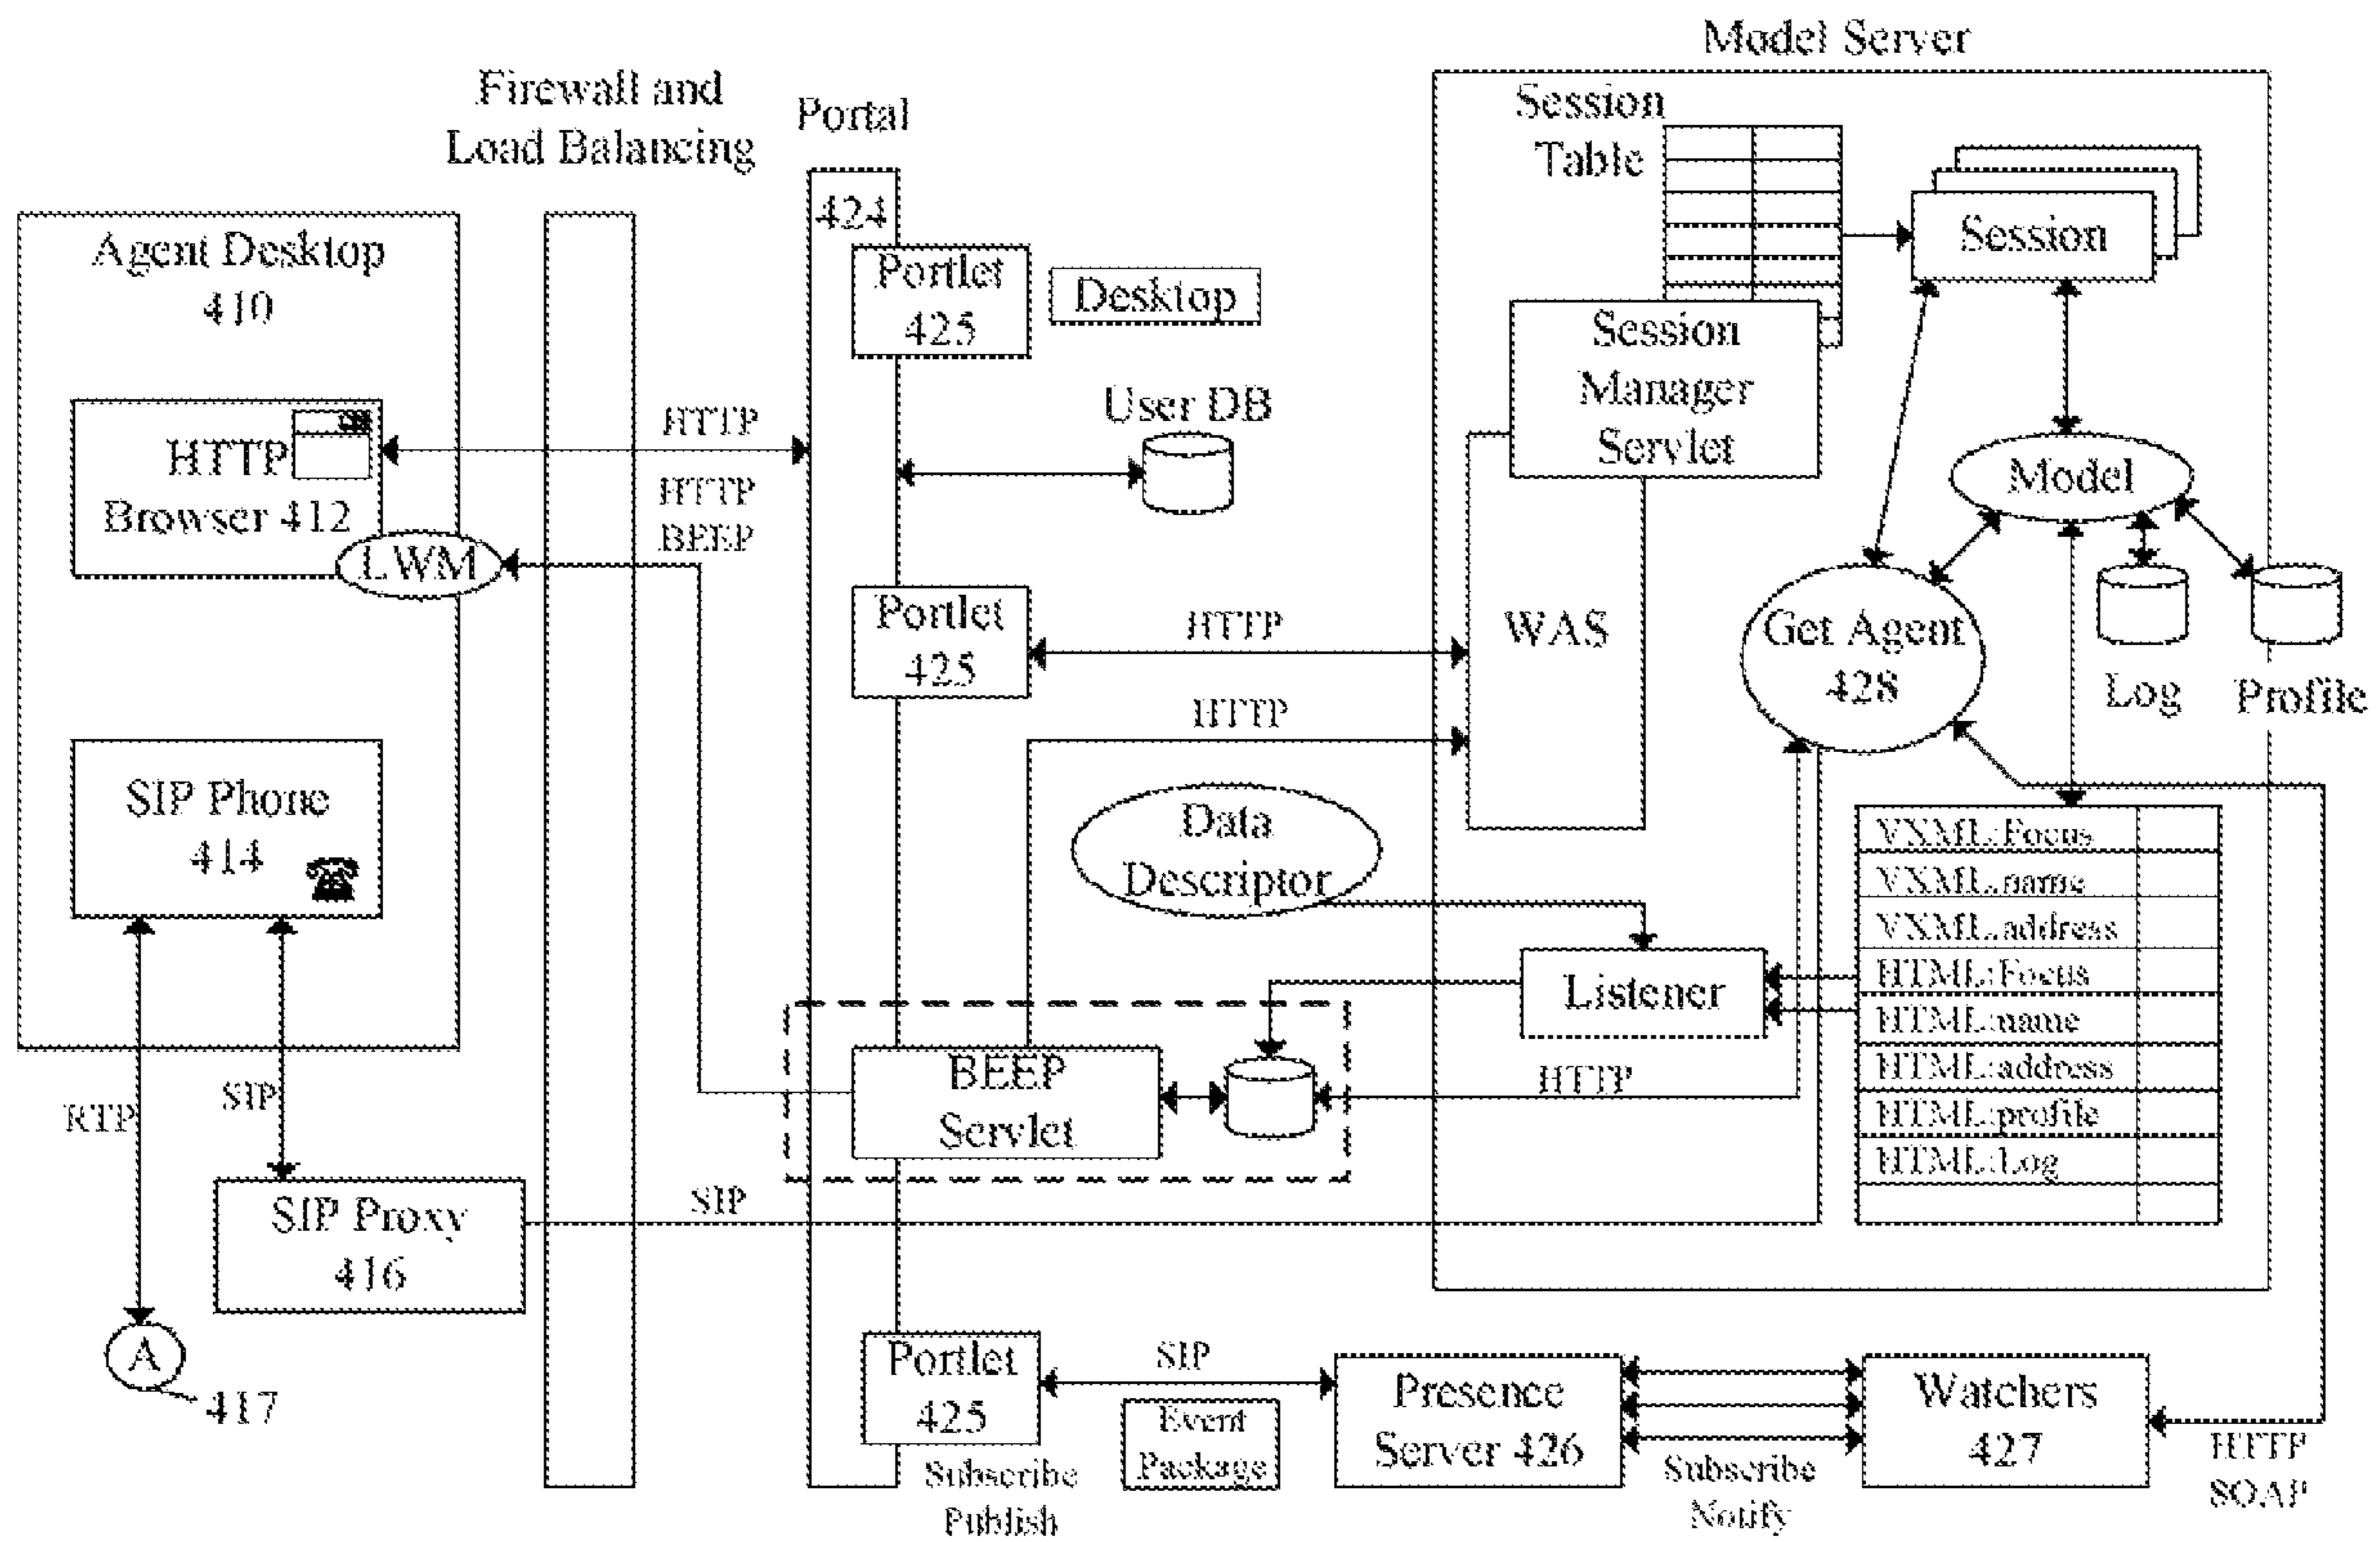 Model Server
Firewall and
Load Balancing
Portal
Session
Table
424
Agent Desktop
410
Portlet
425
Desktop
Session
Session
Manager
Servlet
User DB
HTTP
HTTP
Browser 412
HTTP
BEEP
LWM
Model
Portlet
425
HTTP
WAS
Get Agent
428
Log
Profile
HTTP
SIP Phone
414
Data
Descriptor
VXML::Focus
VXML.name
VXML.address
HTML::Focus
HTML:name
HTML:address
HTML:profile
HTML::Log
Listener
BEEP
Servlet
HTTP
RTP
SIP
SIP Proxy
416
SIP
A
417
Portlet
425
SIP
Event
Package
Subscribe
Publish
Presence
Server 426
Subscribe
Notify
Watchers
427
HTTP
SOAP